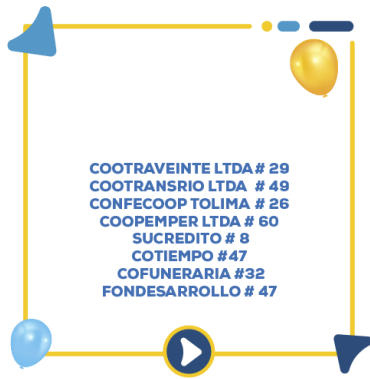 COOTRAVEINTE LTDA# 29
COOTRANSRIO LTDA # 49
CONFECOOP TOLIMA # 26
COOPEMPER LTDA # 60
SUCREDITO # 8
COTIEMPO #47
COFUNERARIA #32
FONDESARROLLO # 47